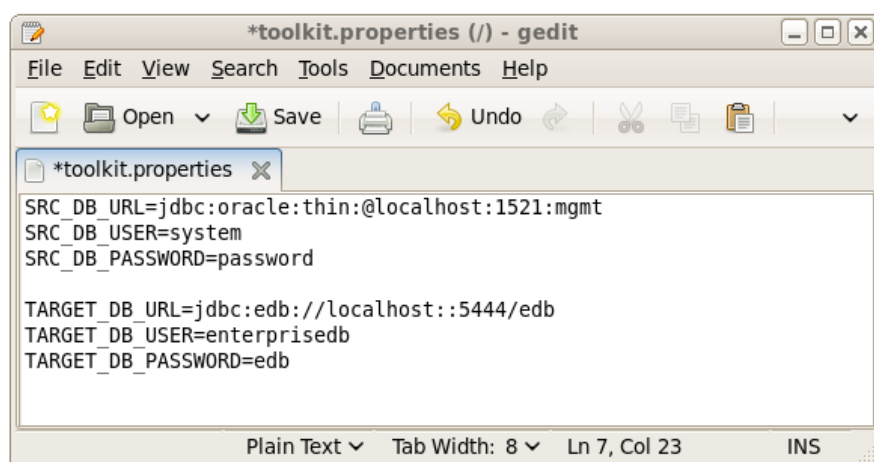 *toolkit.properties (/) - gedit
File Edit View Search Tools Documents Help
Open Save Undo
*toolkit.properties
SRC_DB_URL=jdbc:oracle:thin:@localhost:1521:mgmt
SRC_DB_USER=system
SRC_DB_PASSWORD=password
TARGET_DB_URL=jdbc:edb://localhost::5444/edb
TARGET_DB_USER=enterprisedb
TARGET_DB_PASSWORD=edb
Plain Text Tab Width: 8 Ln 7, Col 23 INS